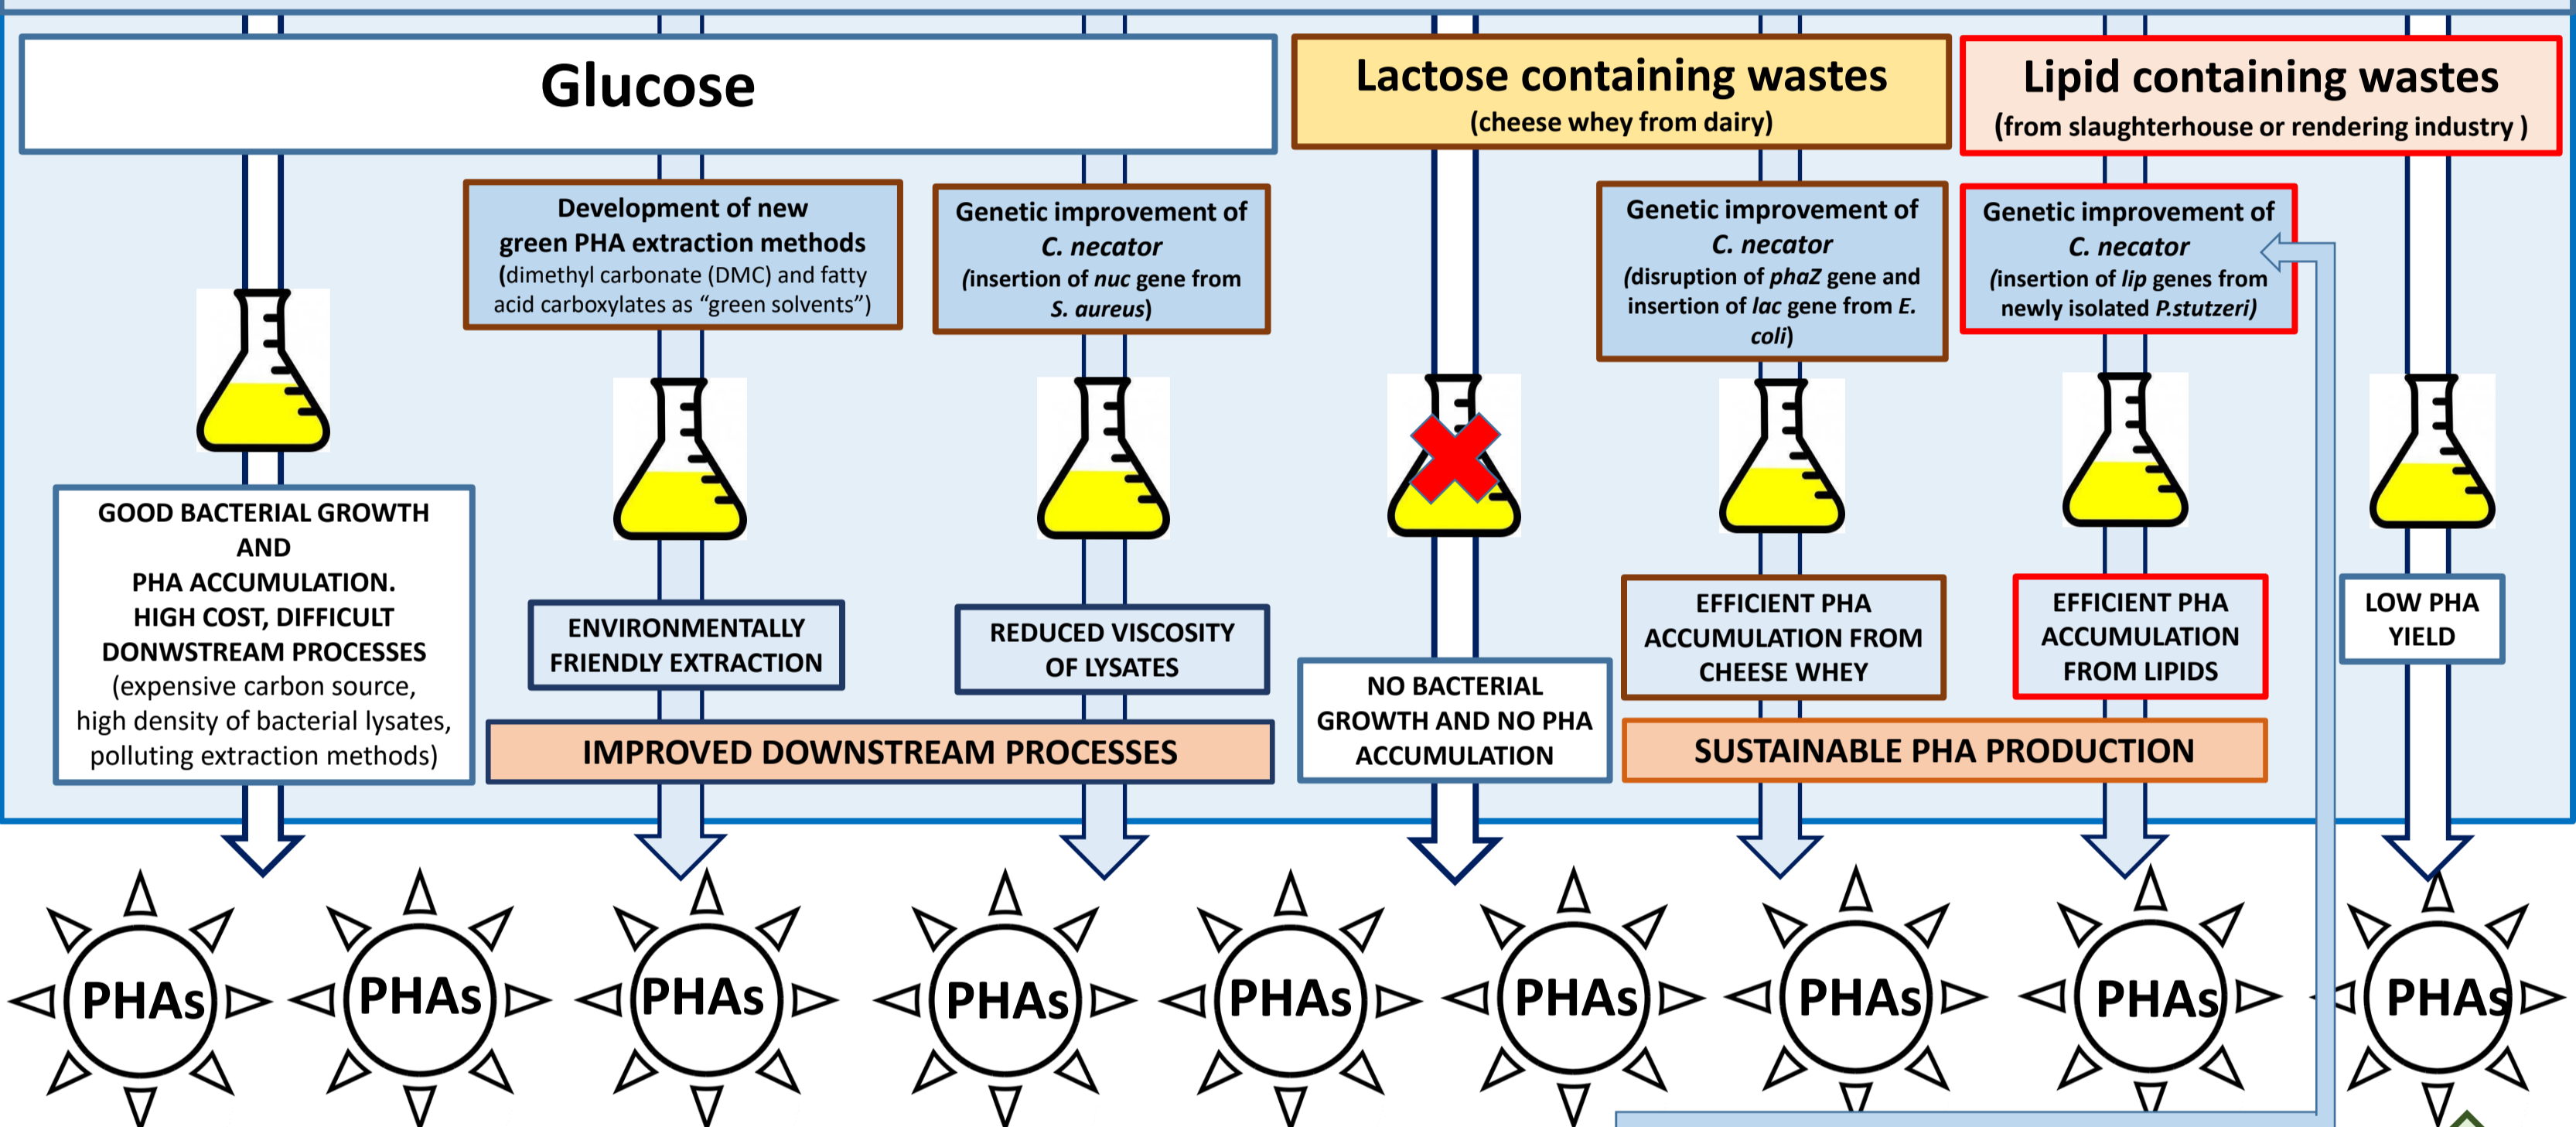 Glucose
Lactose containing wastes
(cheese whey from dairy)
Lipid containing wastes
(from slaughterhouse or rendering industry )
Development of new
green PHA extraction methods
(dimethyl carbonate (DMC) and fatty
acid carboxylates as “green solvents”)
Genetic improvement of
C. necator
(insertion of nuc gene from
S. aureus)
Genetic improvement of
C. necator
(disruption of phaZ gene and
insertion of lac gene from E.
coli)
Genetic improvement of
C. necator
(insertion of lip genes from
newly isolated P.stutzeri)
GOOD BACTERIAL GROWTH
AND
PHA ACCUMULATION.
HIGH COST, DIFFICULT
DONWSTREAM PROCESSES
(expensive carbon source,
high density of bacterial lysates,
polluting extraction methods)
ENVIRONMENTALLY
FRIENDLY EXTRACTION
REDUCED VISCOSITY
OF LYSATES
IMPROVED DOWNSTREAM PROCESSES
NO BACTERIAL
GROWTH AND NO PHA
ACCUMULATION
EFFICIENT PHA
ACCUMULATION FROM
CHEESE WHEY
EFFICIENT PHA
ACCUMULATION
FROM LIPIDS
SUSTAINABLE PHA PRODUCTION
LOW PHA
YIELD
PHAs
PHAs
PHAs
PHAs
PHAs
PHAs
PHAs
PHAs
PHAs